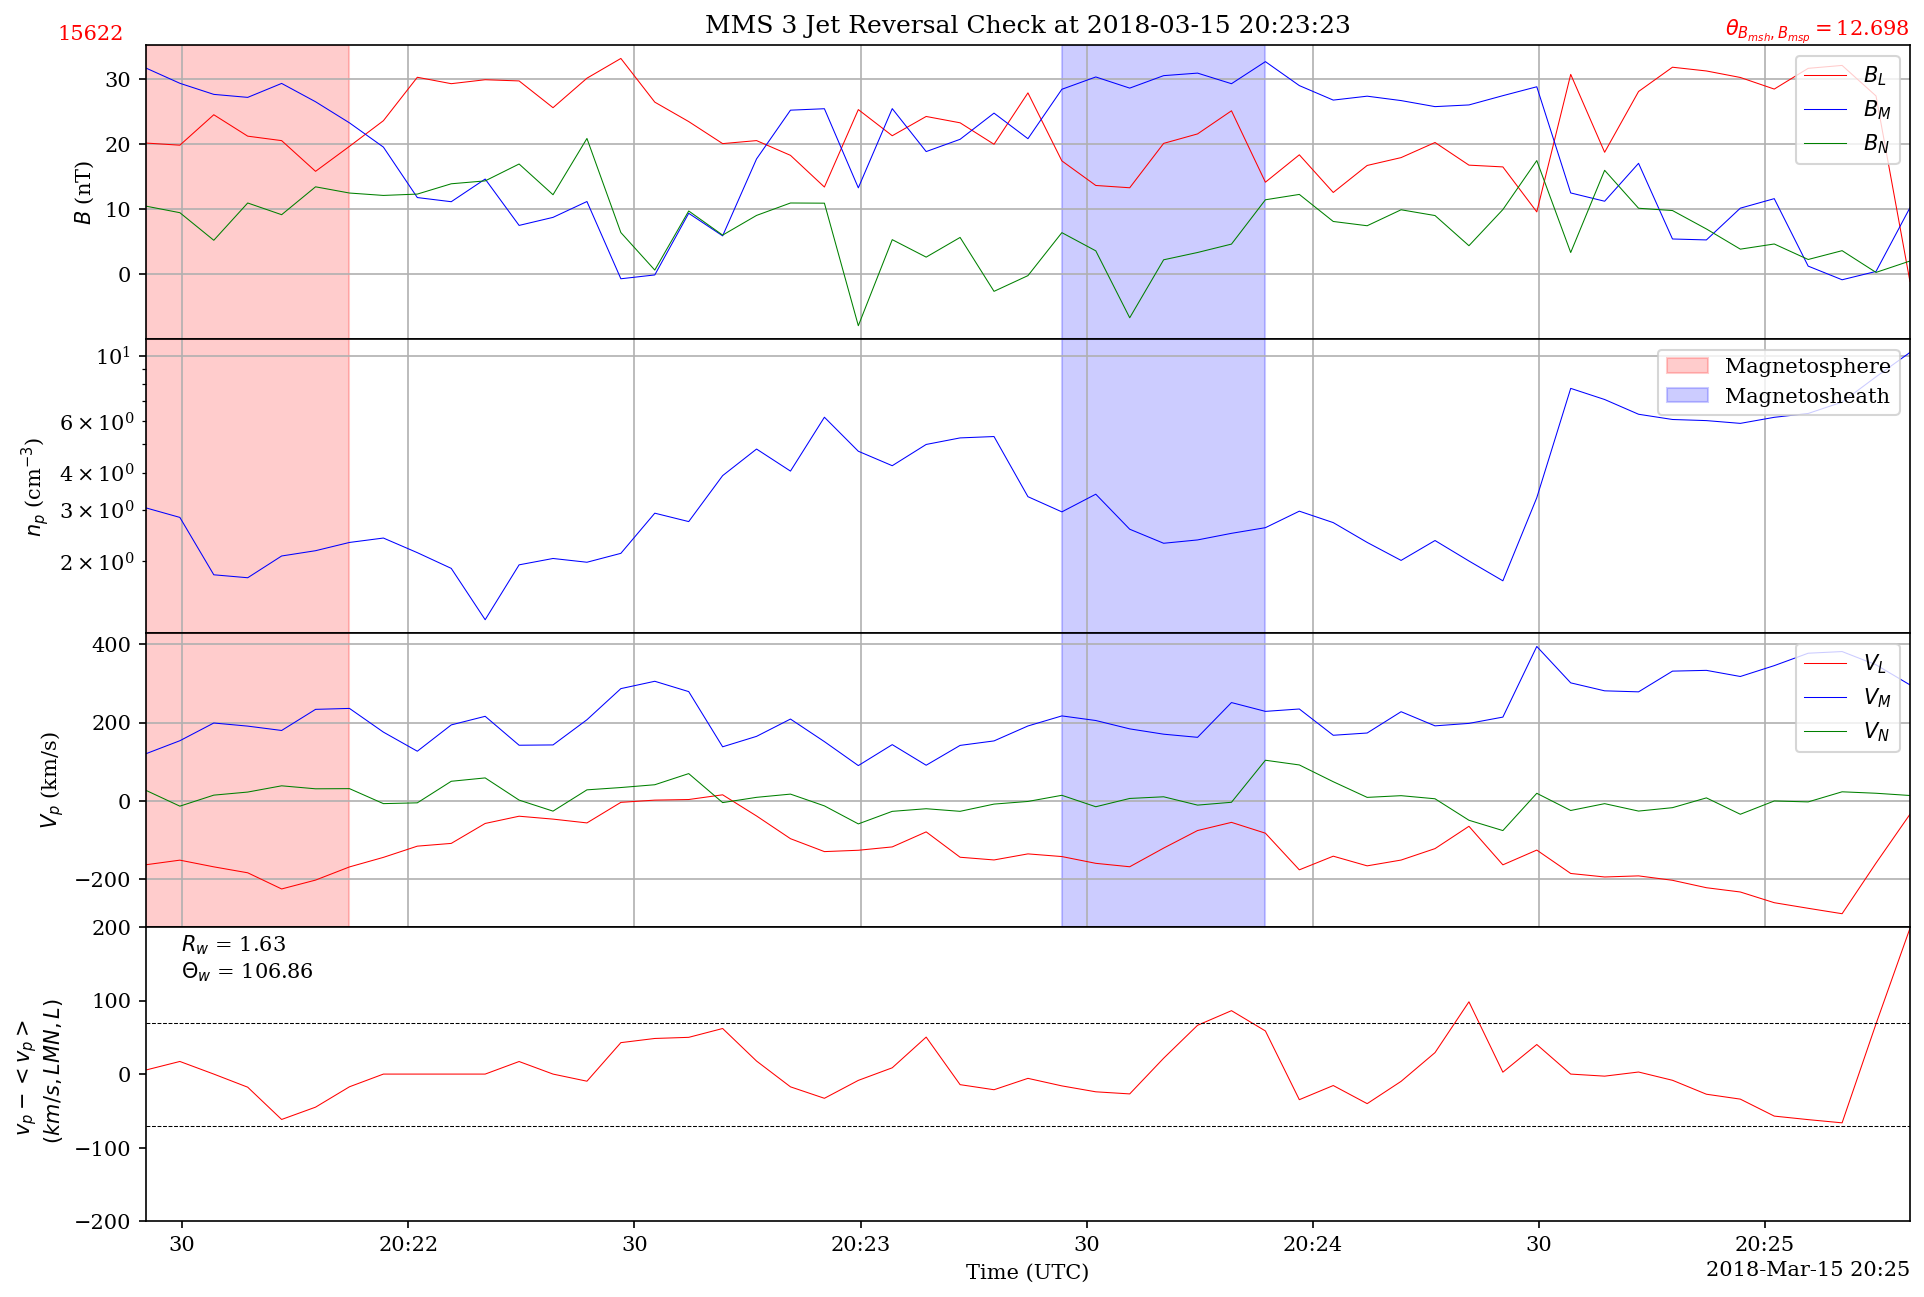 MMS 3 Jet Reversal Check at 2018-03-15 20:23:23
15622
θ_{B_{msh}, B_{msp}} = 12.698
30
20
10
0
B (nT)
B_L
B_M
B_N
10^1
6 × 10^0
4 × 10^0
3 × 10^0
2 × 10^0
n_p (cm^{−3})
Magnetosphere
Magnetosheath
400
200
0
−200
V_p (km/s)
V_L
V_M
V_N
200
100
0
−100
−200
v_p − < v_p >
(km/s, LMN, L)
R_w = 1.63
Θ_w = 106.86
30 20:22 30 20:23 30 20:24 30 20:25
Time (UTC)
2018-Mar-15 20:25